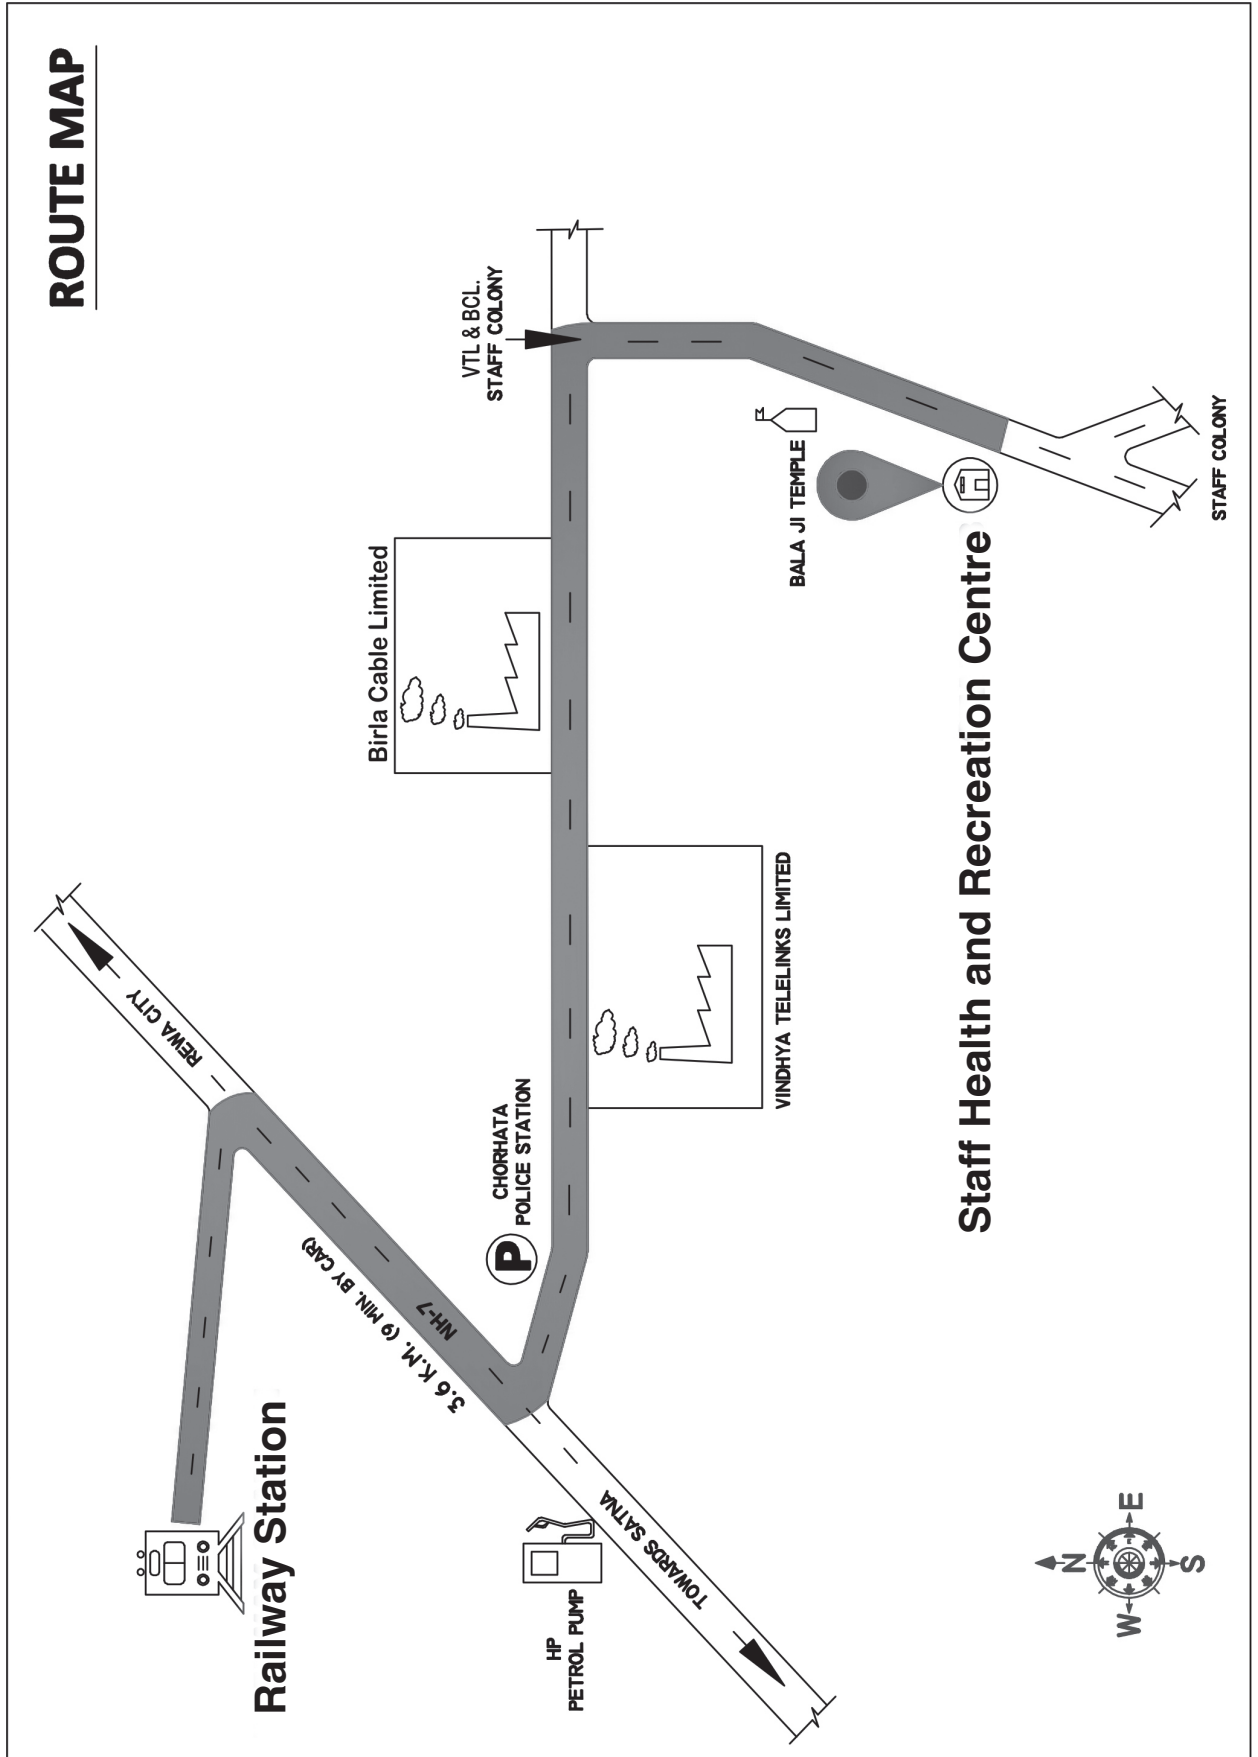 ROUTE MAP
Railway Station
REWA CITY
3.6 K.M. (9 MIN. BY CAR)
NH-7
HP
PETROL PUMP
TOWARDS SATNA
P
CHORHATA
POLICE STATION
Birla Cable Limited
VTL & BCL.
STAFF COLONY
VINDHYA TELELINKS LIMITED
BALA JI TEMPLE
Staff Health and Recreation Centre
STAFF COLONY
N
W
E
S